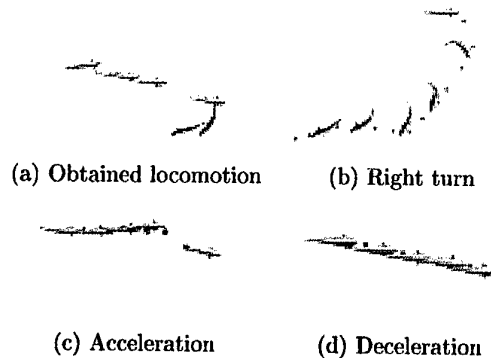 (a) Obtained locomotion
(b) Right turn
(c) Acceleration
(d) Deceleration